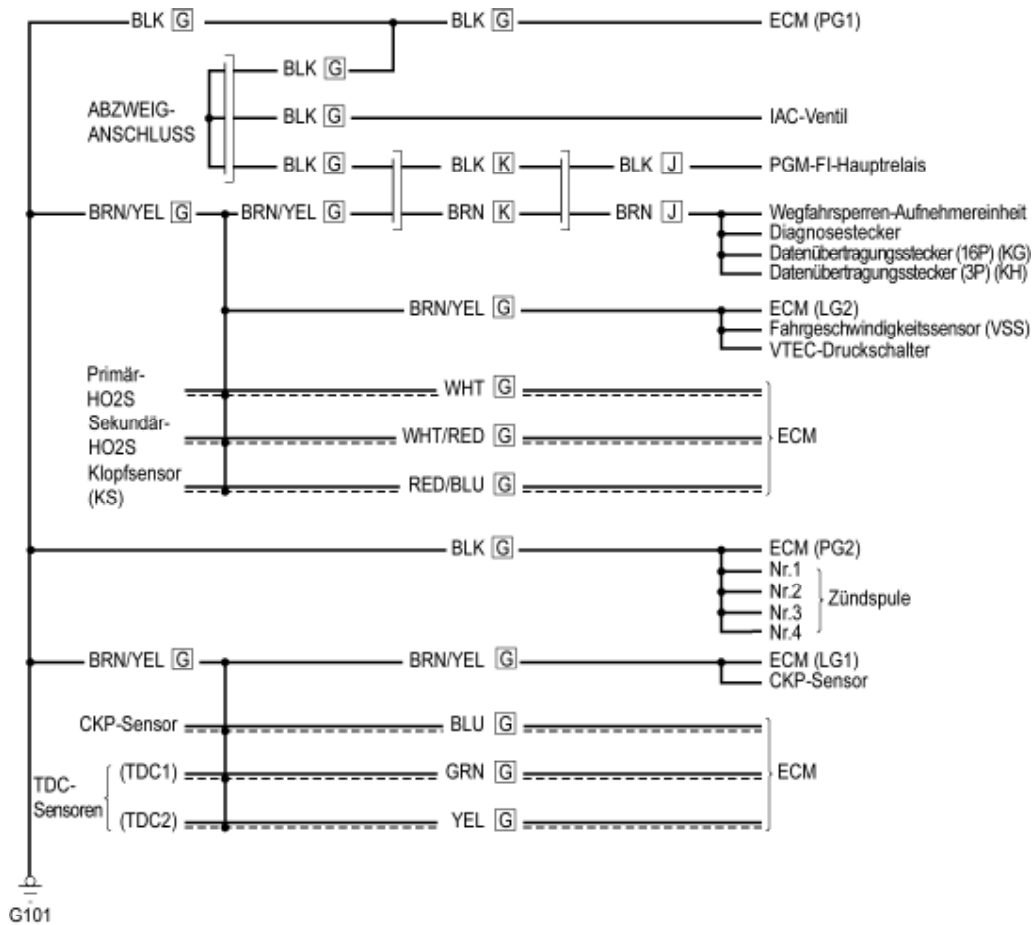 BLK G BLK G ECM (PG1)
BLK G
ABZWEIG-
ANSCHLUSS
BLK G IAC-Ventil
BLK G BLK K BLK J PGM-FI-Hauptrelais
BRN/YEL G BRN/YEL G BRN K BRN J Wegfahrsperren-Aufnehmereinheit
Diagnosestecker
Datenübertragungsstecker (16P) (KG)
Datenübertragungsstecker (3P) (KH)
BRN/YEL G ECM (LG2)
Fahrgeschwindigkeitssensor (VSS)
VTEC-Druckschalter
Primär-
HO2S
WHT G
Sekundär-
HO2S
WHT/RED G ECM
Klopfsensor
(KS)
RED/BLU G
BLK G ECM (PG2)
Nr.1
Nr.2
Nr.3
Nr.4
Zündspule
BRN/YEL G BRN/YEL G ECM (LG1)
CKP-Sensor
CKP-Sensor BLU G
TDC-
Sensoren
(TDC1) GRN G ECM
(TDC2) YEL G
G101